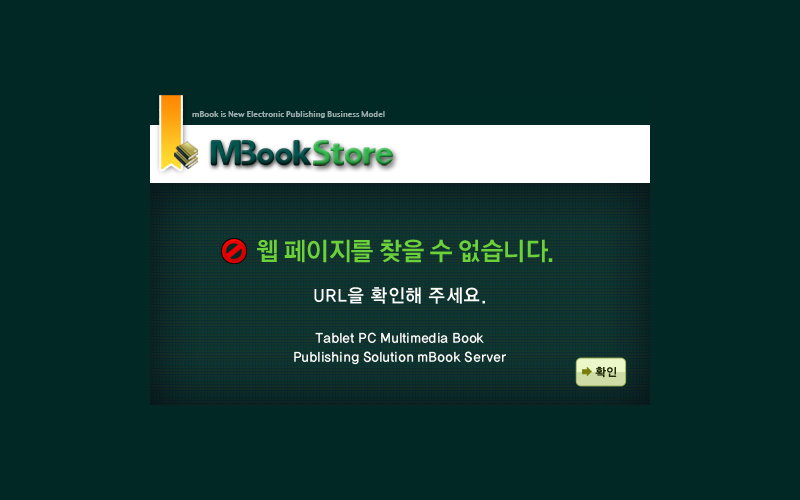 mBook is New Electronic Publishing Business Model
MBookStore
웹 페이지를 찾을 수 없습니다.
URL을 확인해 주세요.
Tablet PC Multimedia Book
Publishing Solution mBook Server
확인